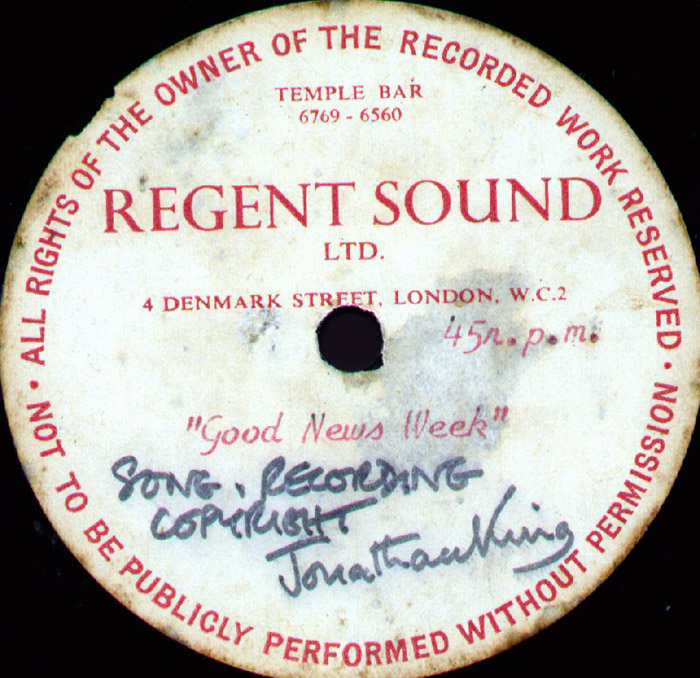 ALL RIGHTS OF THE OWNER OF THE RECORDED WORK RESERVED · NOT TO BE PUBLICLY PERFORMED WITHOUT PERMISSION ·
TEMPLE BAR
6769 - 6560
REGENT SOUND
LTD.
4 DENMARK STREET, LONDON, W.C.2
45r.p.m.
"Good News Week"
SONG. RECORDING
COPYRIGHT
Jonathan King